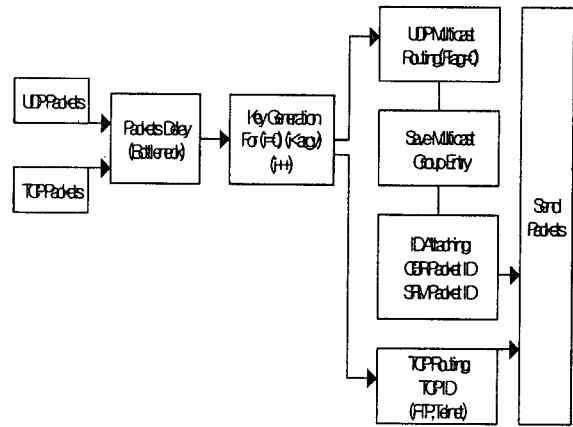 UDP Packets
TCP Packets
Packets Delay
(Bottleneck)
Key Generation
For (i=0) (i<argv)
(i++)
UDP Multicast
Routing(Flag=0)
Save Multicast
Group Entry
ID Attaching
CBR Packet ID
SRM Packet ID
TCP Routing
TCP ID
(FTP,Telnet)
Send
Packets